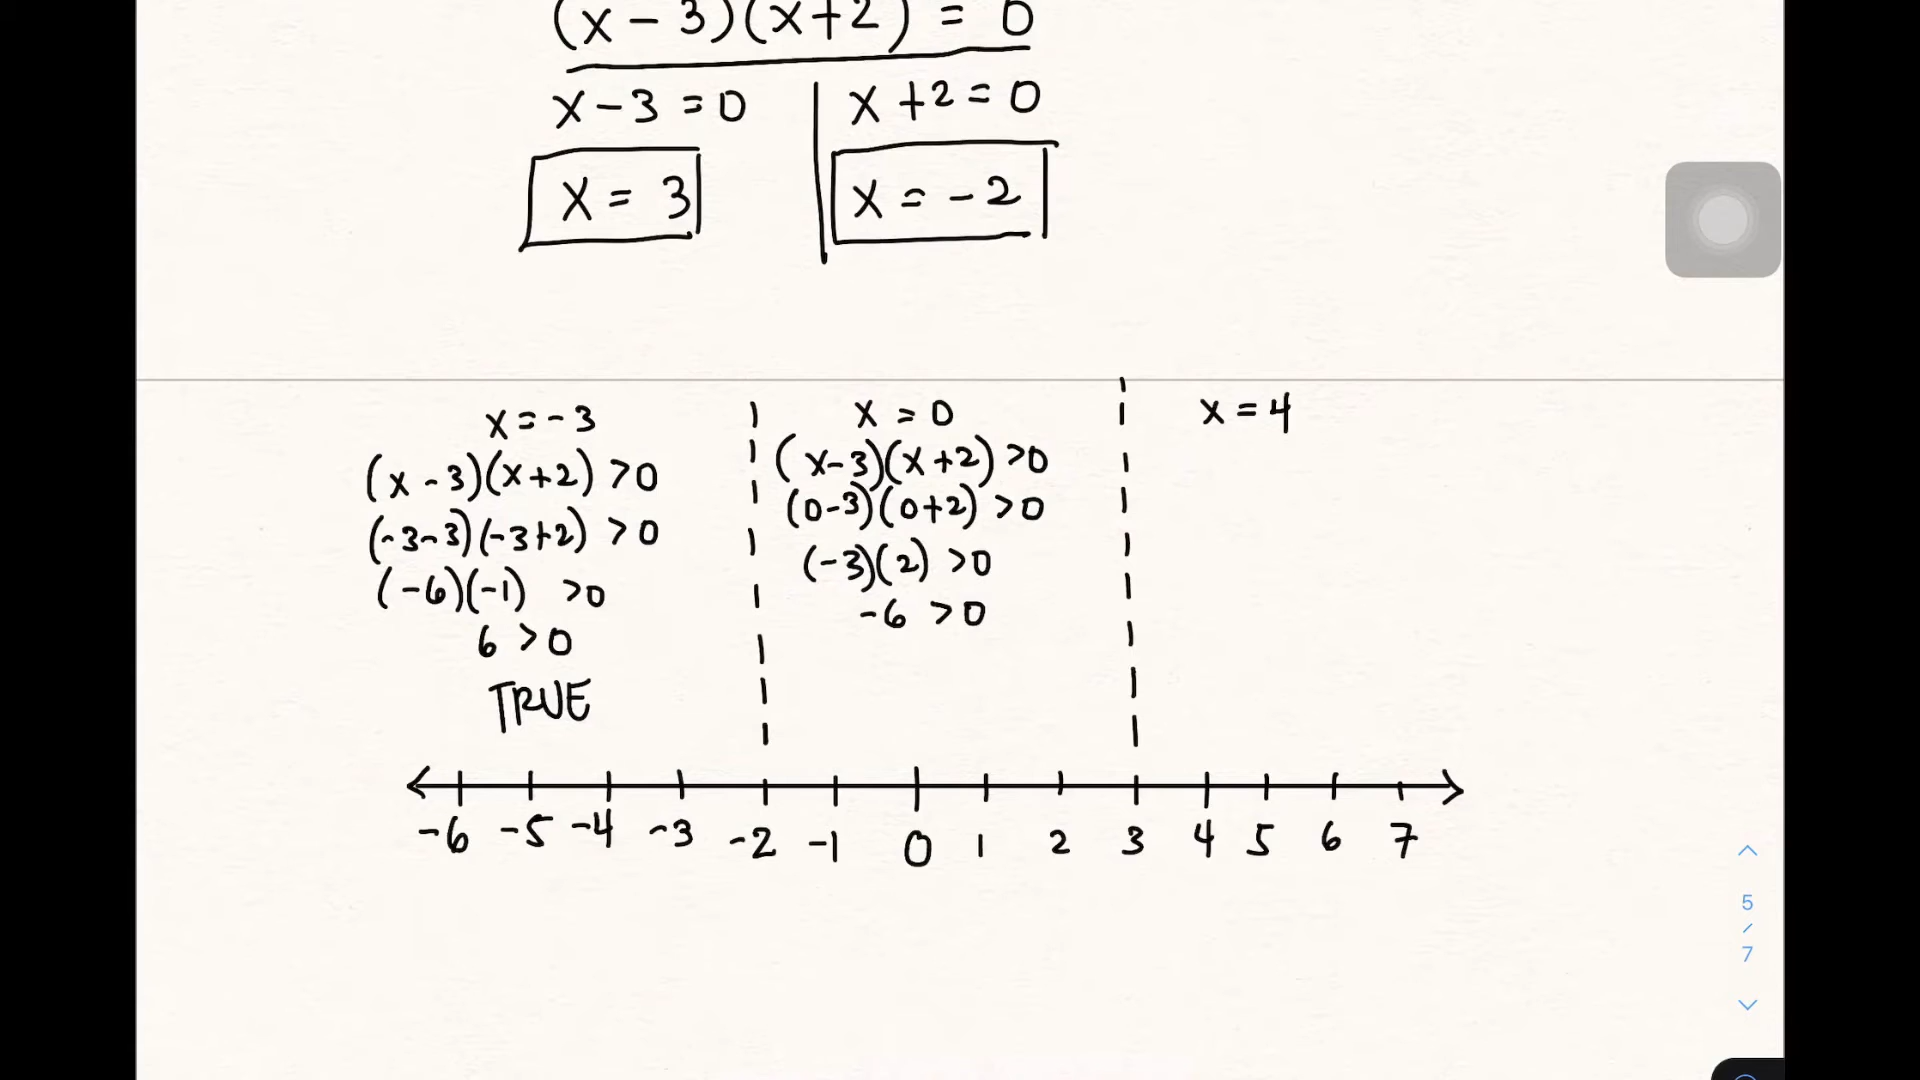 (x - 3)(x+2) = 0
x - 3 = 0
x = 3
x + 2 = 0
x = -2
x = -3
(x - 3)(x+2) > 0
(-3-3)(-3+2) > 0
(-6)(-1) > 0
6 > 0
TRUE
x = 0
(x-3)(x+2) > 0
(0-3)(0+2) > 0
(-3)(2) > 0
-6 > 0
x = 4
-6 -5 -4 -3 -2 -1 0 1 2 3 4 5 6 7
5
/
7